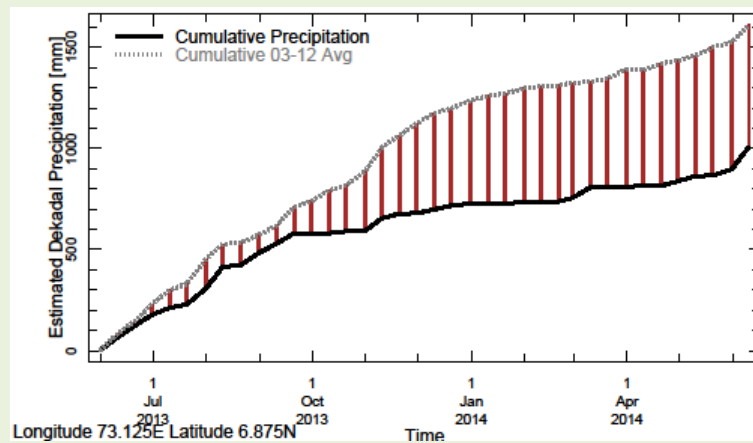 Cumulative Precipitation
Cumulative 03-12 Avg
Estimated Dekadal Precipitation [mm]
1500
1000
500
0
1 1 1 1
Jul Oct Jan Apr
2013 2013 2014 2014
Longitude 73.125E Latitude 6.875N Time